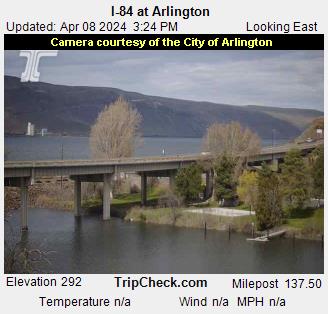 I-84 at Arlington
Updated: Apr 08 2024 3:24 PM Looking East
Camera courtesy of the City of Arlington
Elevation 292 TripCheck.com Milepost 137.50
Temperature n/a Wind n/a MPH n/a